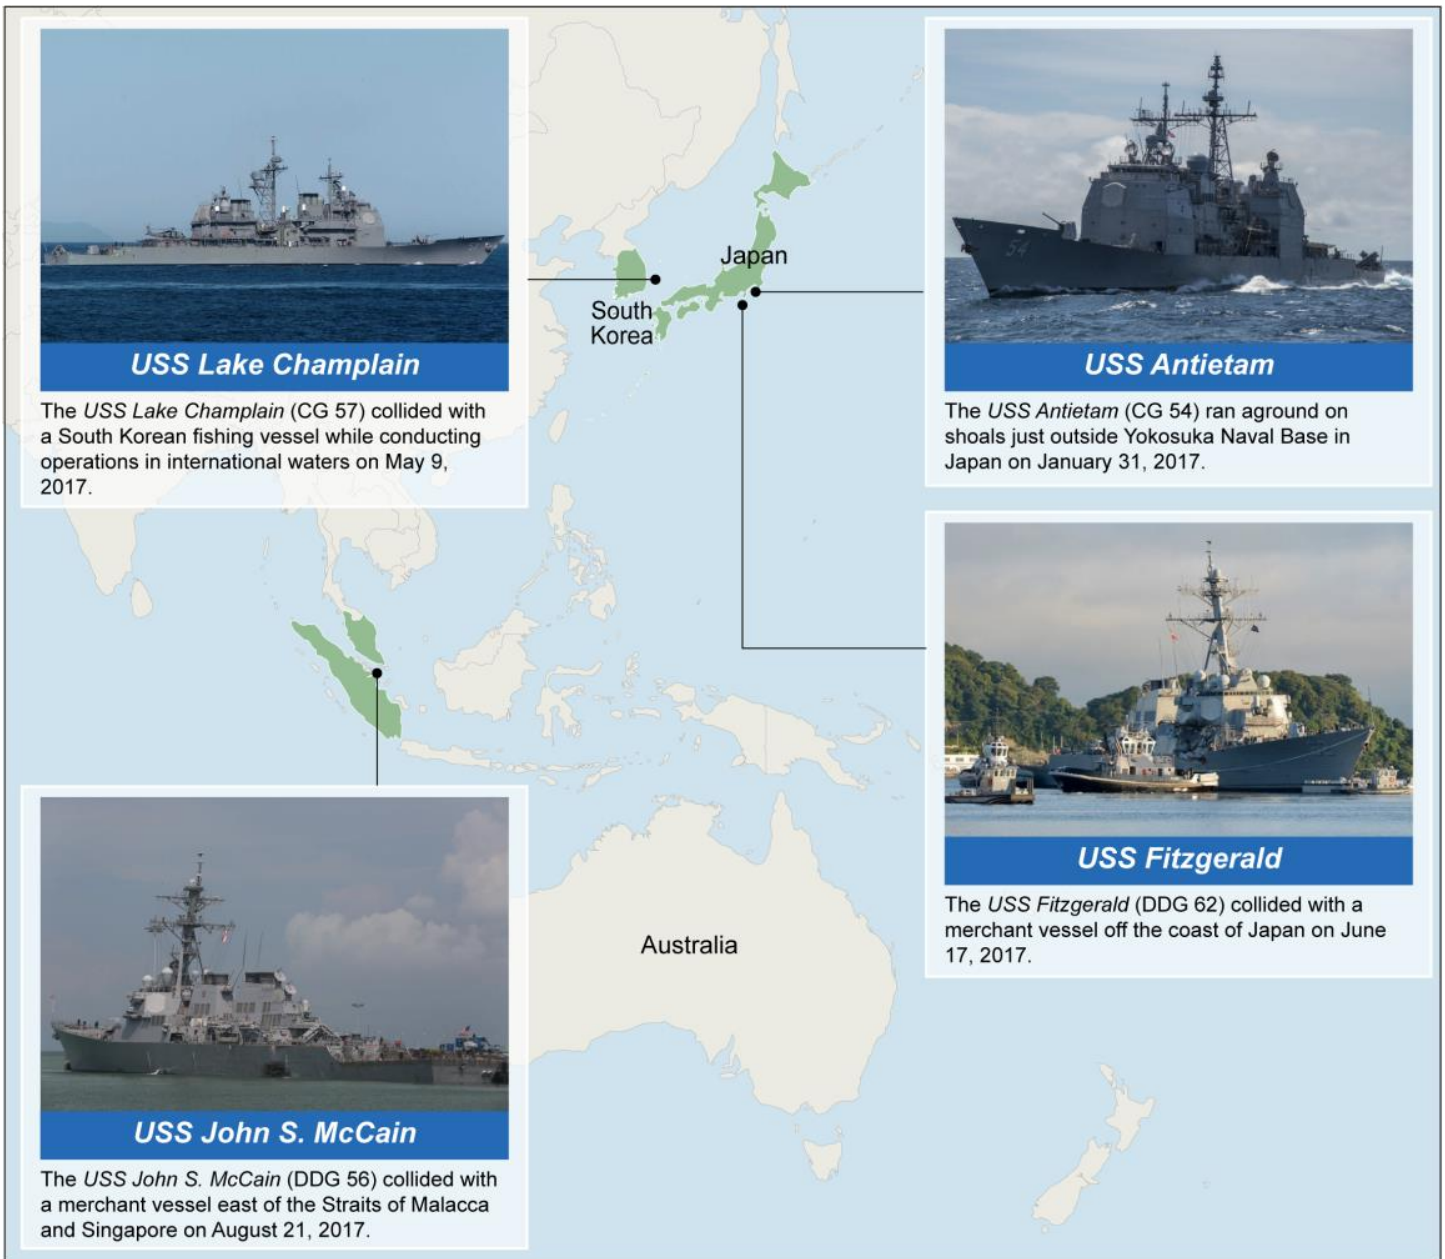 USS Lake Champlain
The USS Lake Champlain (CG 57) collided with
a South Korean fishing vessel while conducting
operations in international waters on May 9,
2017.
54
USS Antietam
The USS Antietam (CG 54) ran aground on
shoals just outside Yokosuka Naval Base in
Japan on January 31, 2017.
Japan
South
Korea
USS Fitzgerald
The USS Fitzgerald (DDG 62) collided with a
merchant vessel off the coast of Japan on June
17, 2017.
Australia
USS John S. McCain
The USS John S. McCain (DDG 56) collided with
a merchant vessel east of the Straits of Malacca
and Singapore on August 21, 2017.